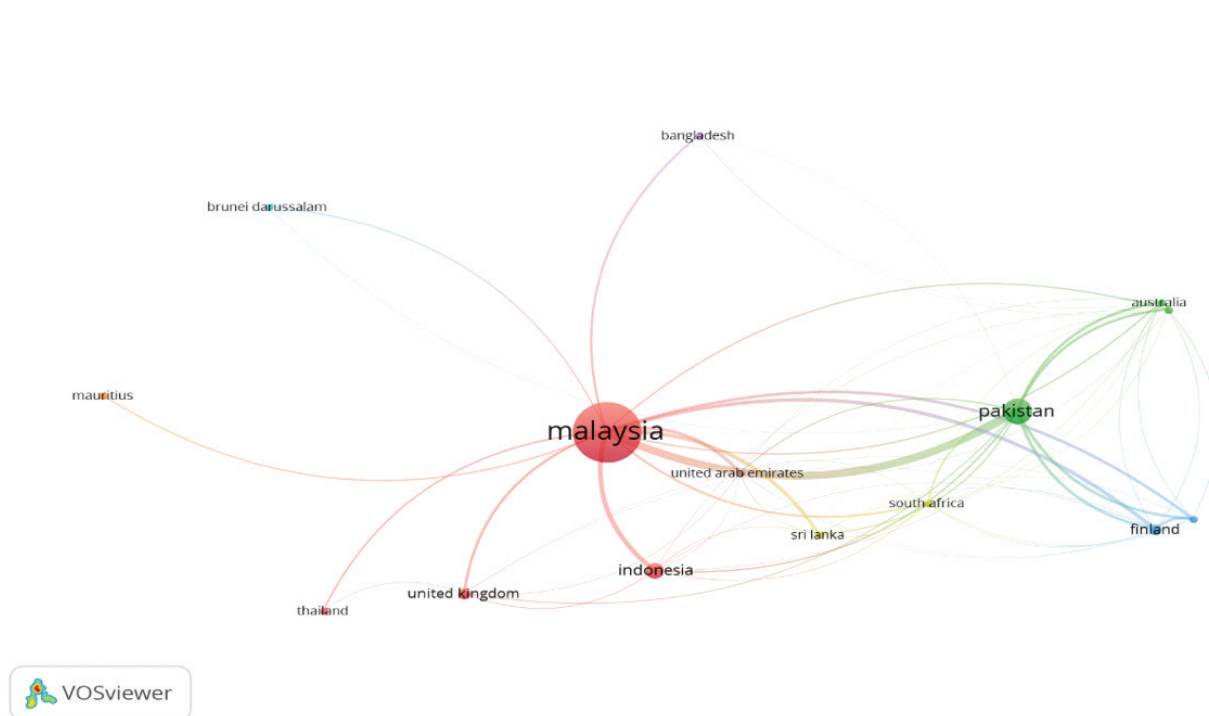 bangladesh
brunei darussalam
australia
mauritius
pakistan
malaysia
united arab emirates
south africa
finland
sri lanka
indonesia
united kingdom
thailand
VOSviewer